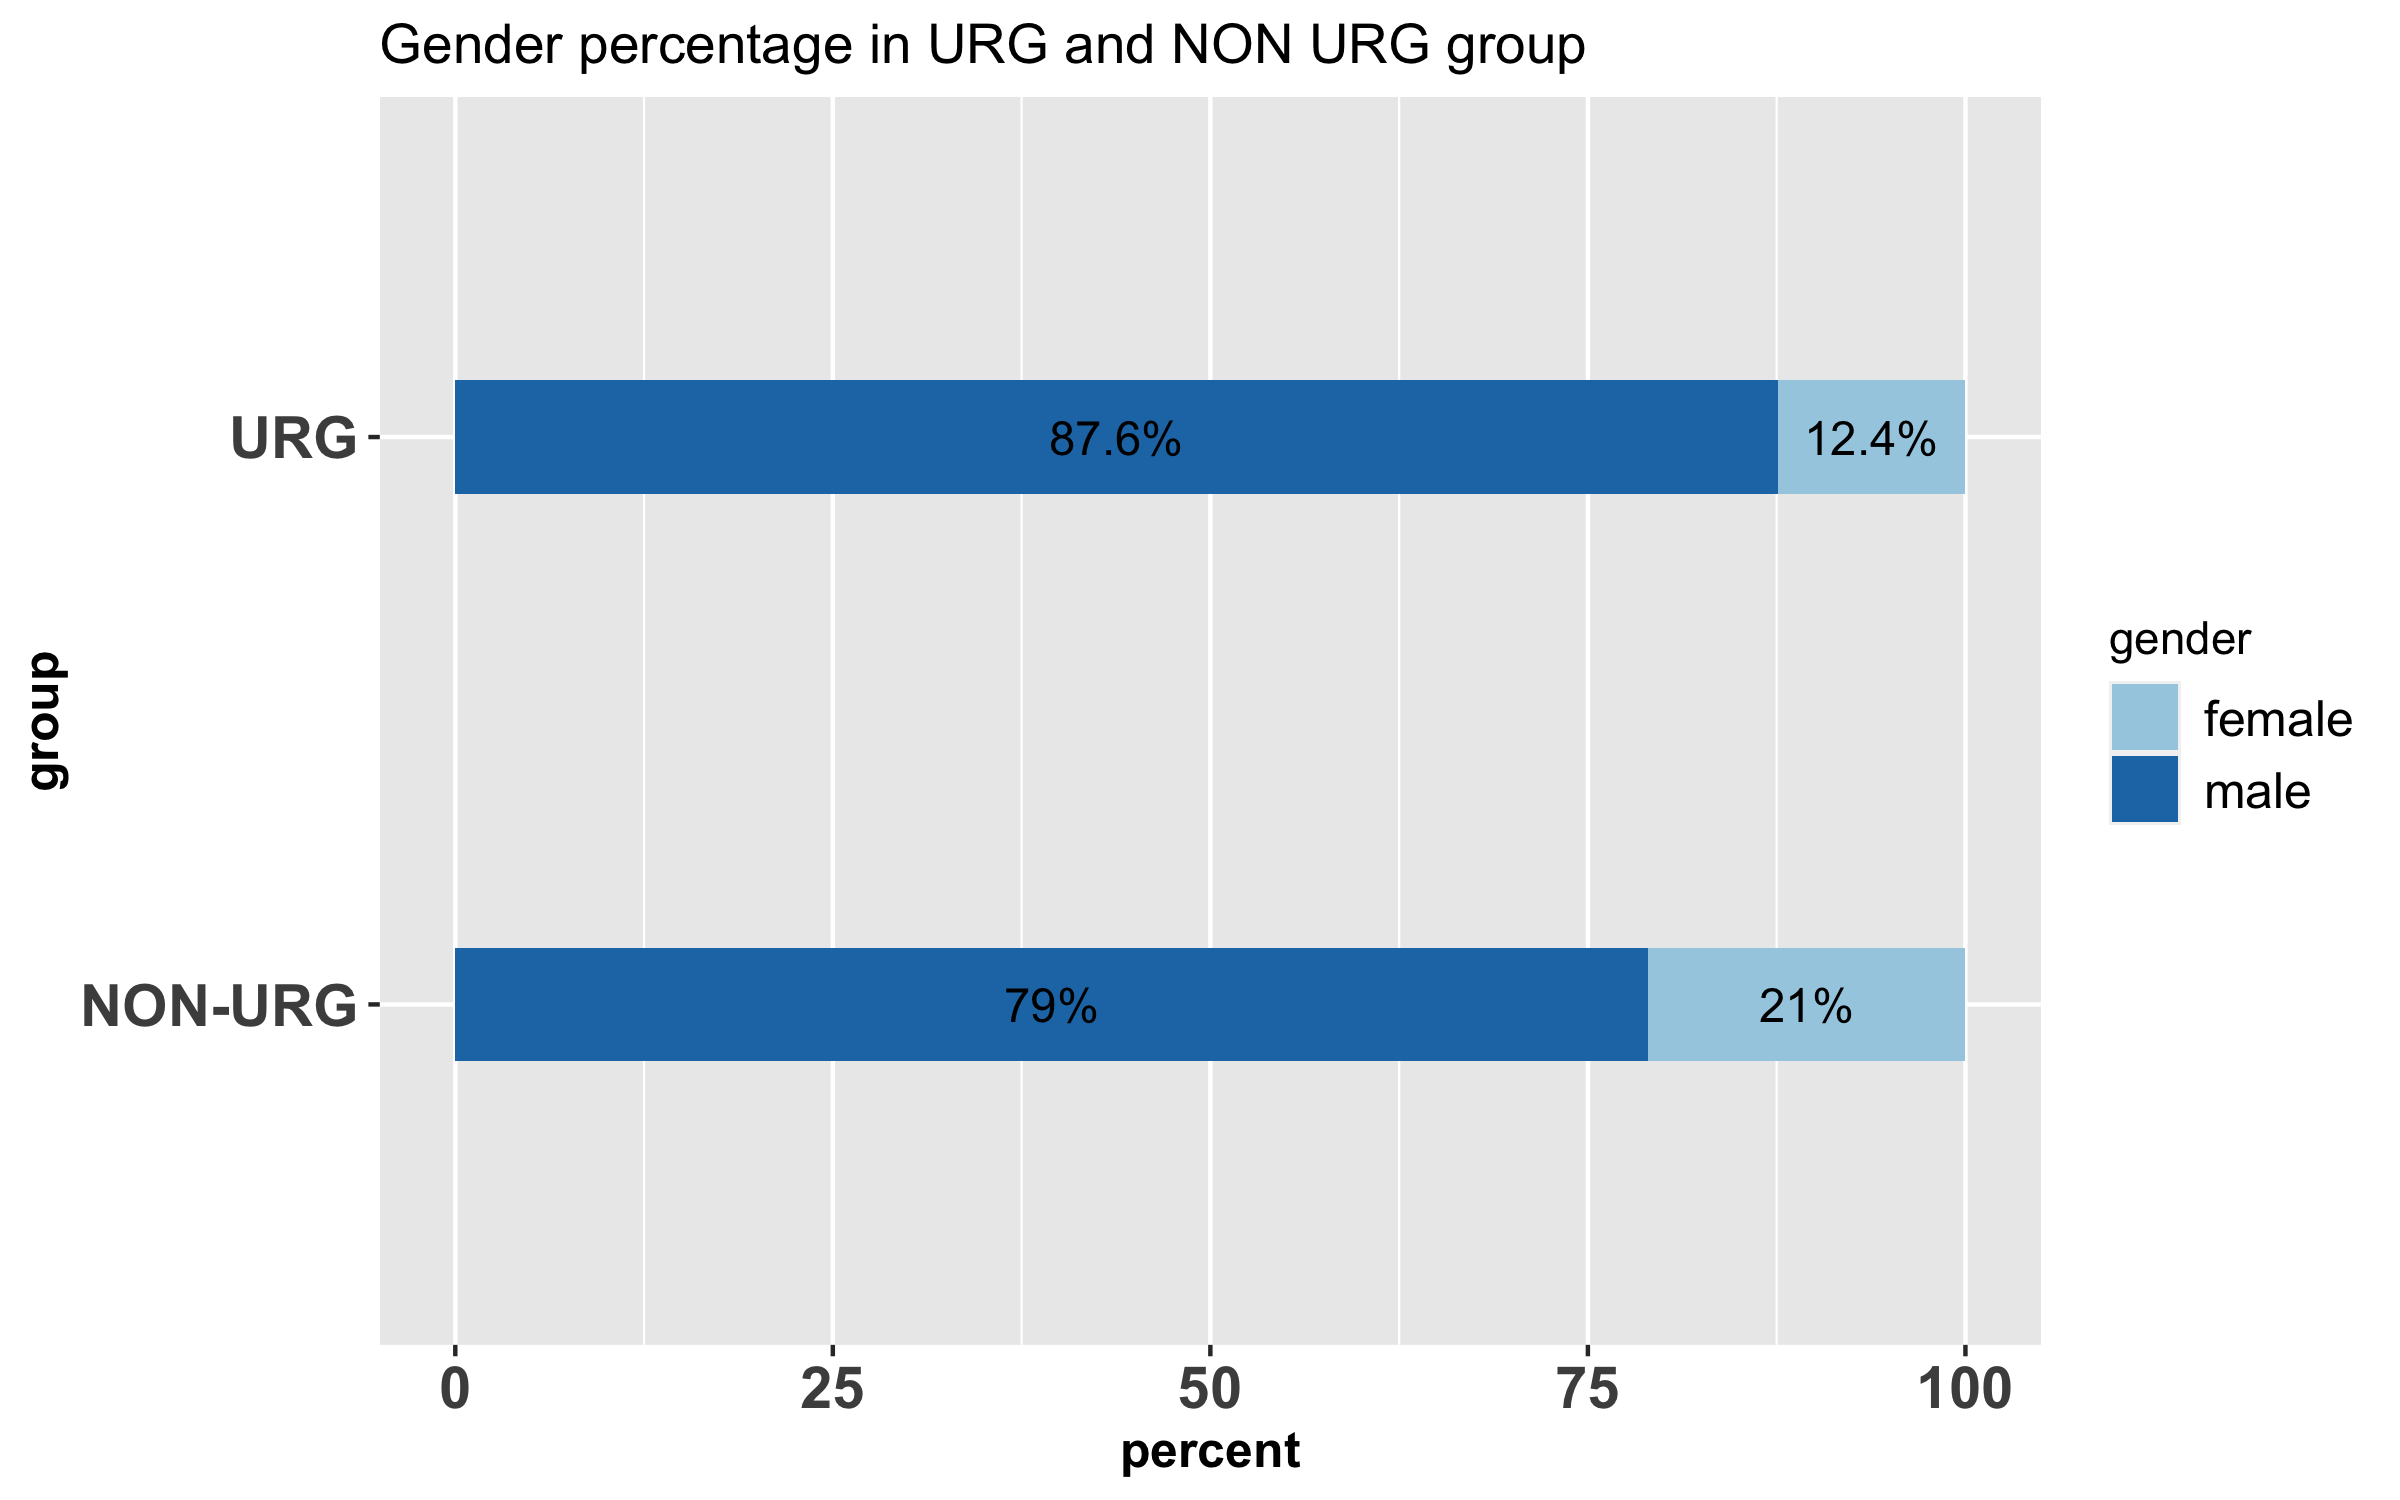 Gender percentage in URG and NON URG group
URG
87.6%
12.4%
group
gender
female
male
NON-URG
79%
21%
0
25
50
75
100
percent